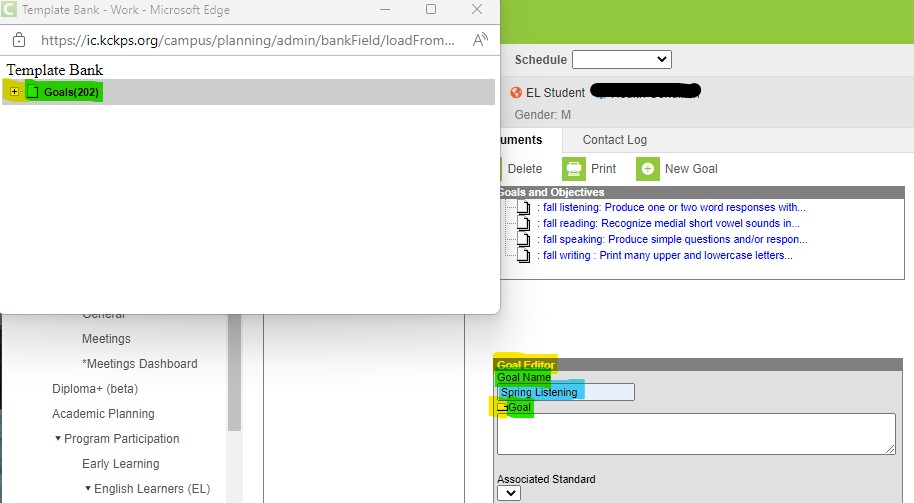 Template Bank - Work - Microsoft Edge
https://ic.kckps.org/campus/planning/admin/bankField/loadFrom...
Template Bank
Goals(202)
Schedule
EL Student
Gender: M
uments
Contact Log
Delete
Print
New Goal
Goals and Objectives
: fall listening: Produce one or two word responses with...
: fall reading: Recognize medial short vowel sounds in...
: fall speaking: Produce simple questions and/or respon...
: fall writing : Print many upper and lowercase letters...
General
Meetings
*Meetings Dashboard
Diploma+ (beta)
Academic Planning
Program Participation
Early Learning
English Learners (EL)
Goal Editor
Goal Name
Spring Listening
Goal
Associated Standard